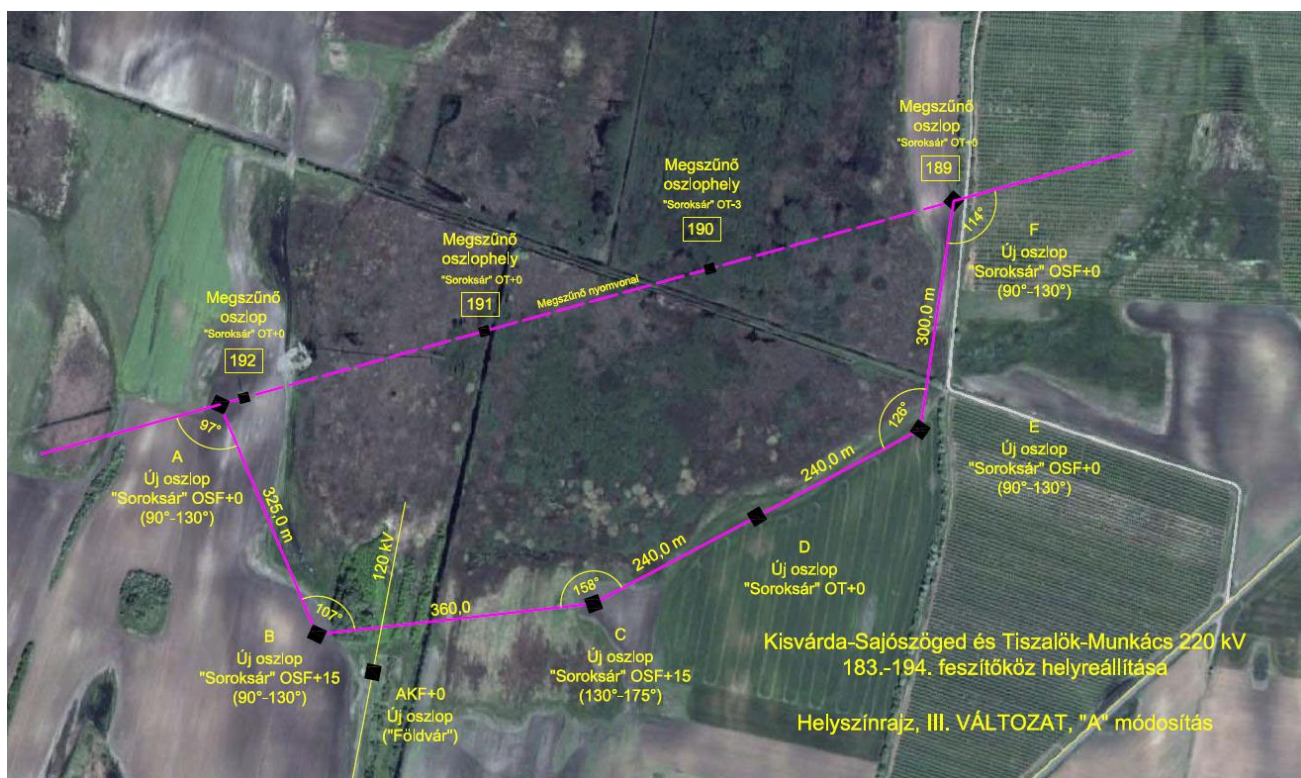 Megszűnő
oszlop
"Soroksár" OT+0
189
114°
F
Új oszlop
"Soroksár" OSF+0
(90°-130°)
Megszűnő
oszlophely
"Soroksár" OT-3
190
Megszűnő
oszlophely
"Soroksár" OT+0
191
Megszűnő nyomvonal
Megszűnő
oszlop
"Soroksár" OT+0
192
97°
A
Új oszlop
"Soroksár" OSF+0
(90°-130°)
325,0 m
300,0 m
126°
E
Új oszlop
"Soroksár" OSF+0
(90°-130°)
240,0 m
240,0 m
D
Új oszlop
"Soroksár" OT+0
120 kV
107°
360,0
158°
B
Új oszlop
"Soroksár" OSF+15
(90°-130°)
C
Új oszlop
"Soroksár" OSF+15
(130°-175°)
AKF+0
Új oszlop
("Földvár")
Kisvárda-Sajószöged és Tiszalök-Munkács 220 kV
183.-194. feszítőköz helyreállítása
Helyszínrajz, III. VÁLTOZAT, "A" módosítás